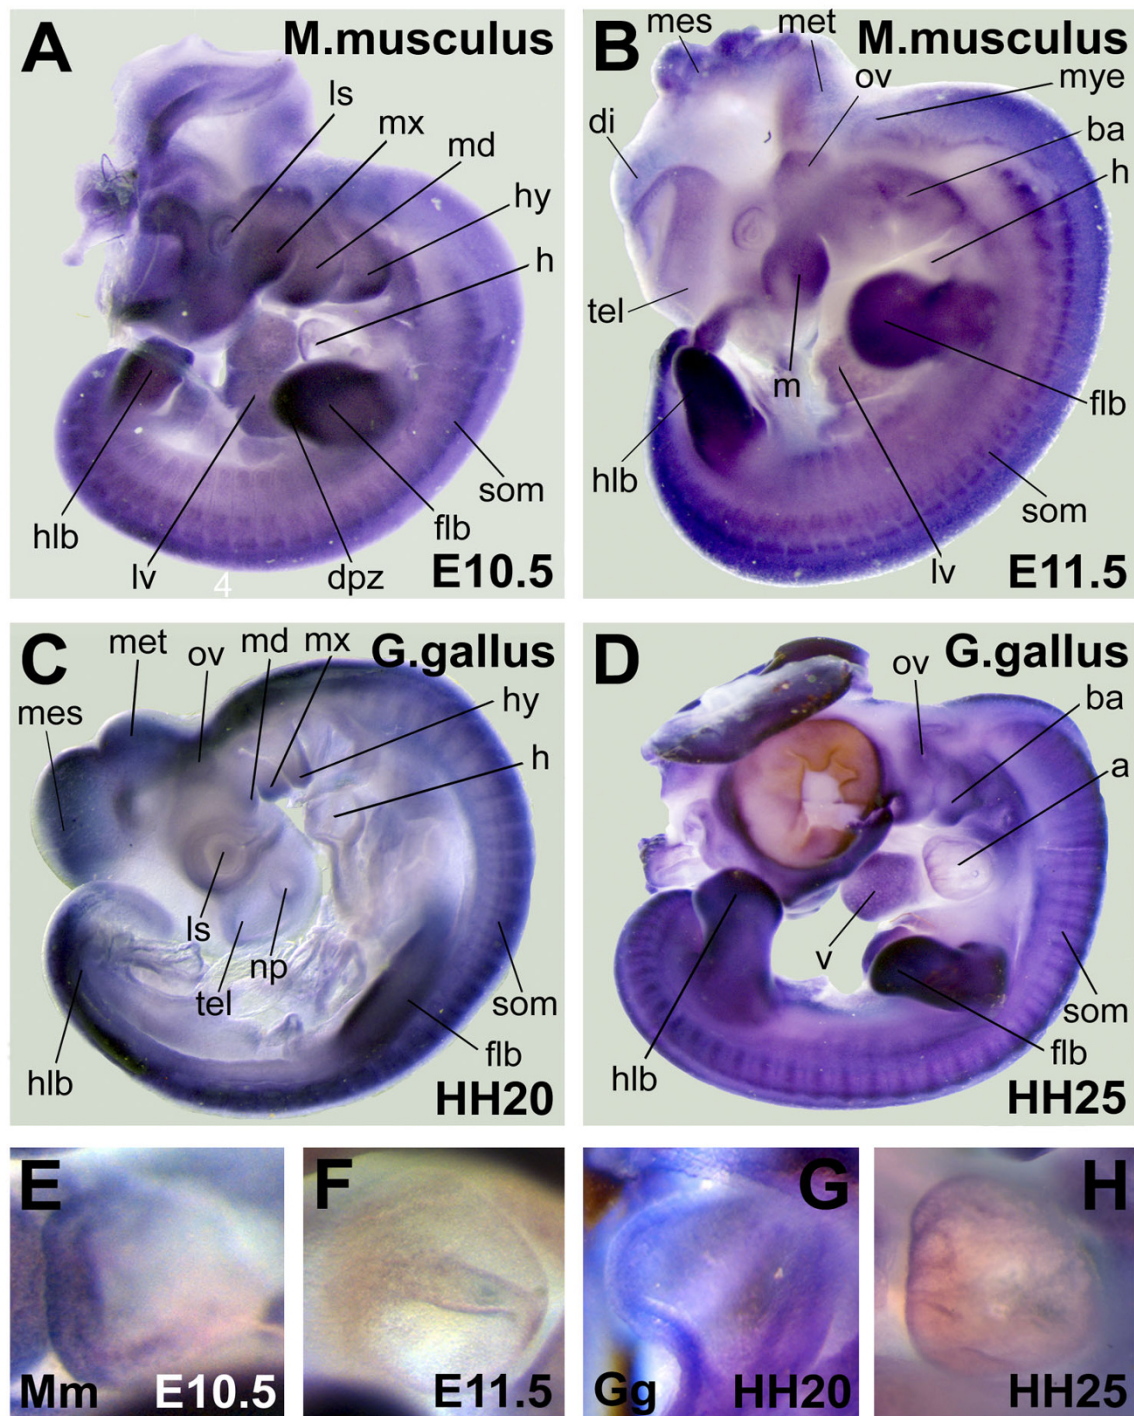 A M.musculus
ls
mx
md
hy
h
som
flb
dpz
lv
hlb
4
E10.5
B M.musculus
mes met
ov mye
di ba
h
tel
m
flb
hlb
som
lv
E11.5
C G.gallus
met ov md mx
mes hy
h
ls
np
tel som
flb
hlb
HH20
D G.gallus
ov
ba
a
v
som
flb
hlb
HH25
E
Mm E10.5
F
E11.5
G
Gg HH20
H
HH25